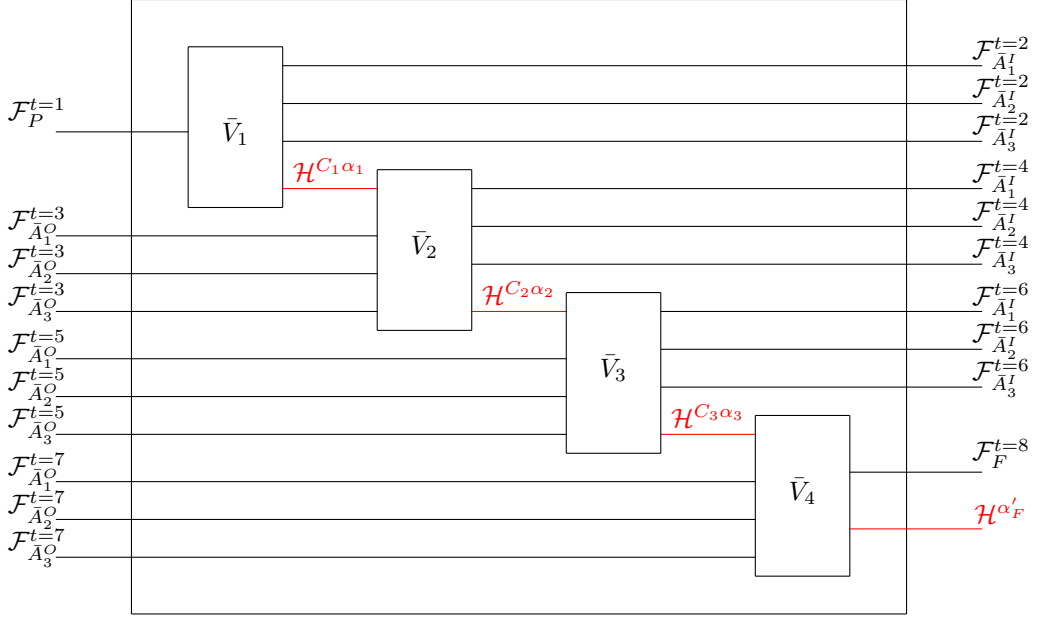 $\mathcal{F}_{P}^{t=1}$
$\bar{V}_1$
$\mathcal{F}_{\bar{A}_1^I}^{t=2}$
$\mathcal{F}_{\bar{A}_2^I}^{t=2}$
$\mathcal{F}_{\bar{A}_3^I}^{t=2}$
$\mathcal{H}^{C_1\alpha_1}$
$\mathcal{F}_{\bar{A}_1^O}^{t=3}$
$\mathcal{F}_{\bar{A}_2^O}^{t=3}$
$\mathcal{F}_{\bar{A}_3^O}^{t=3}$
$\bar{V}_2$
$\mathcal{F}_{\bar{A}_1^I}^{t=4}$
$\mathcal{F}_{\bar{A}_2^I}^{t=4}$
$\mathcal{F}_{\bar{A}_3^I}^{t=4}$
$\mathcal{H}^{C_2\alpha_2}$
$\mathcal{F}_{\bar{A}_1^O}^{t=5}$
$\mathcal{F}_{\bar{A}_2^O}^{t=5}$
$\mathcal{F}_{\bar{A}_3^O}^{t=5}$
$\bar{V}_3$
$\mathcal{F}_{\bar{A}_1^I}^{t=6}$
$\mathcal{F}_{\bar{A}_2^I}^{t=6}$
$\mathcal{F}_{\bar{A}_3^I}^{t=6}$
$\mathcal{H}^{C_3\alpha_3}$
$\mathcal{F}_{\bar{A}_1^O}^{t=7}$
$\mathcal{F}_{\bar{A}_2^O}^{t=7}$
$\mathcal{F}_{\bar{A}_3^O}^{t=7}$
$\bar{V}_4$
$\mathcal{F}_{F}^{t=8}$
$\mathcal{H}^{\alpha_F'}$